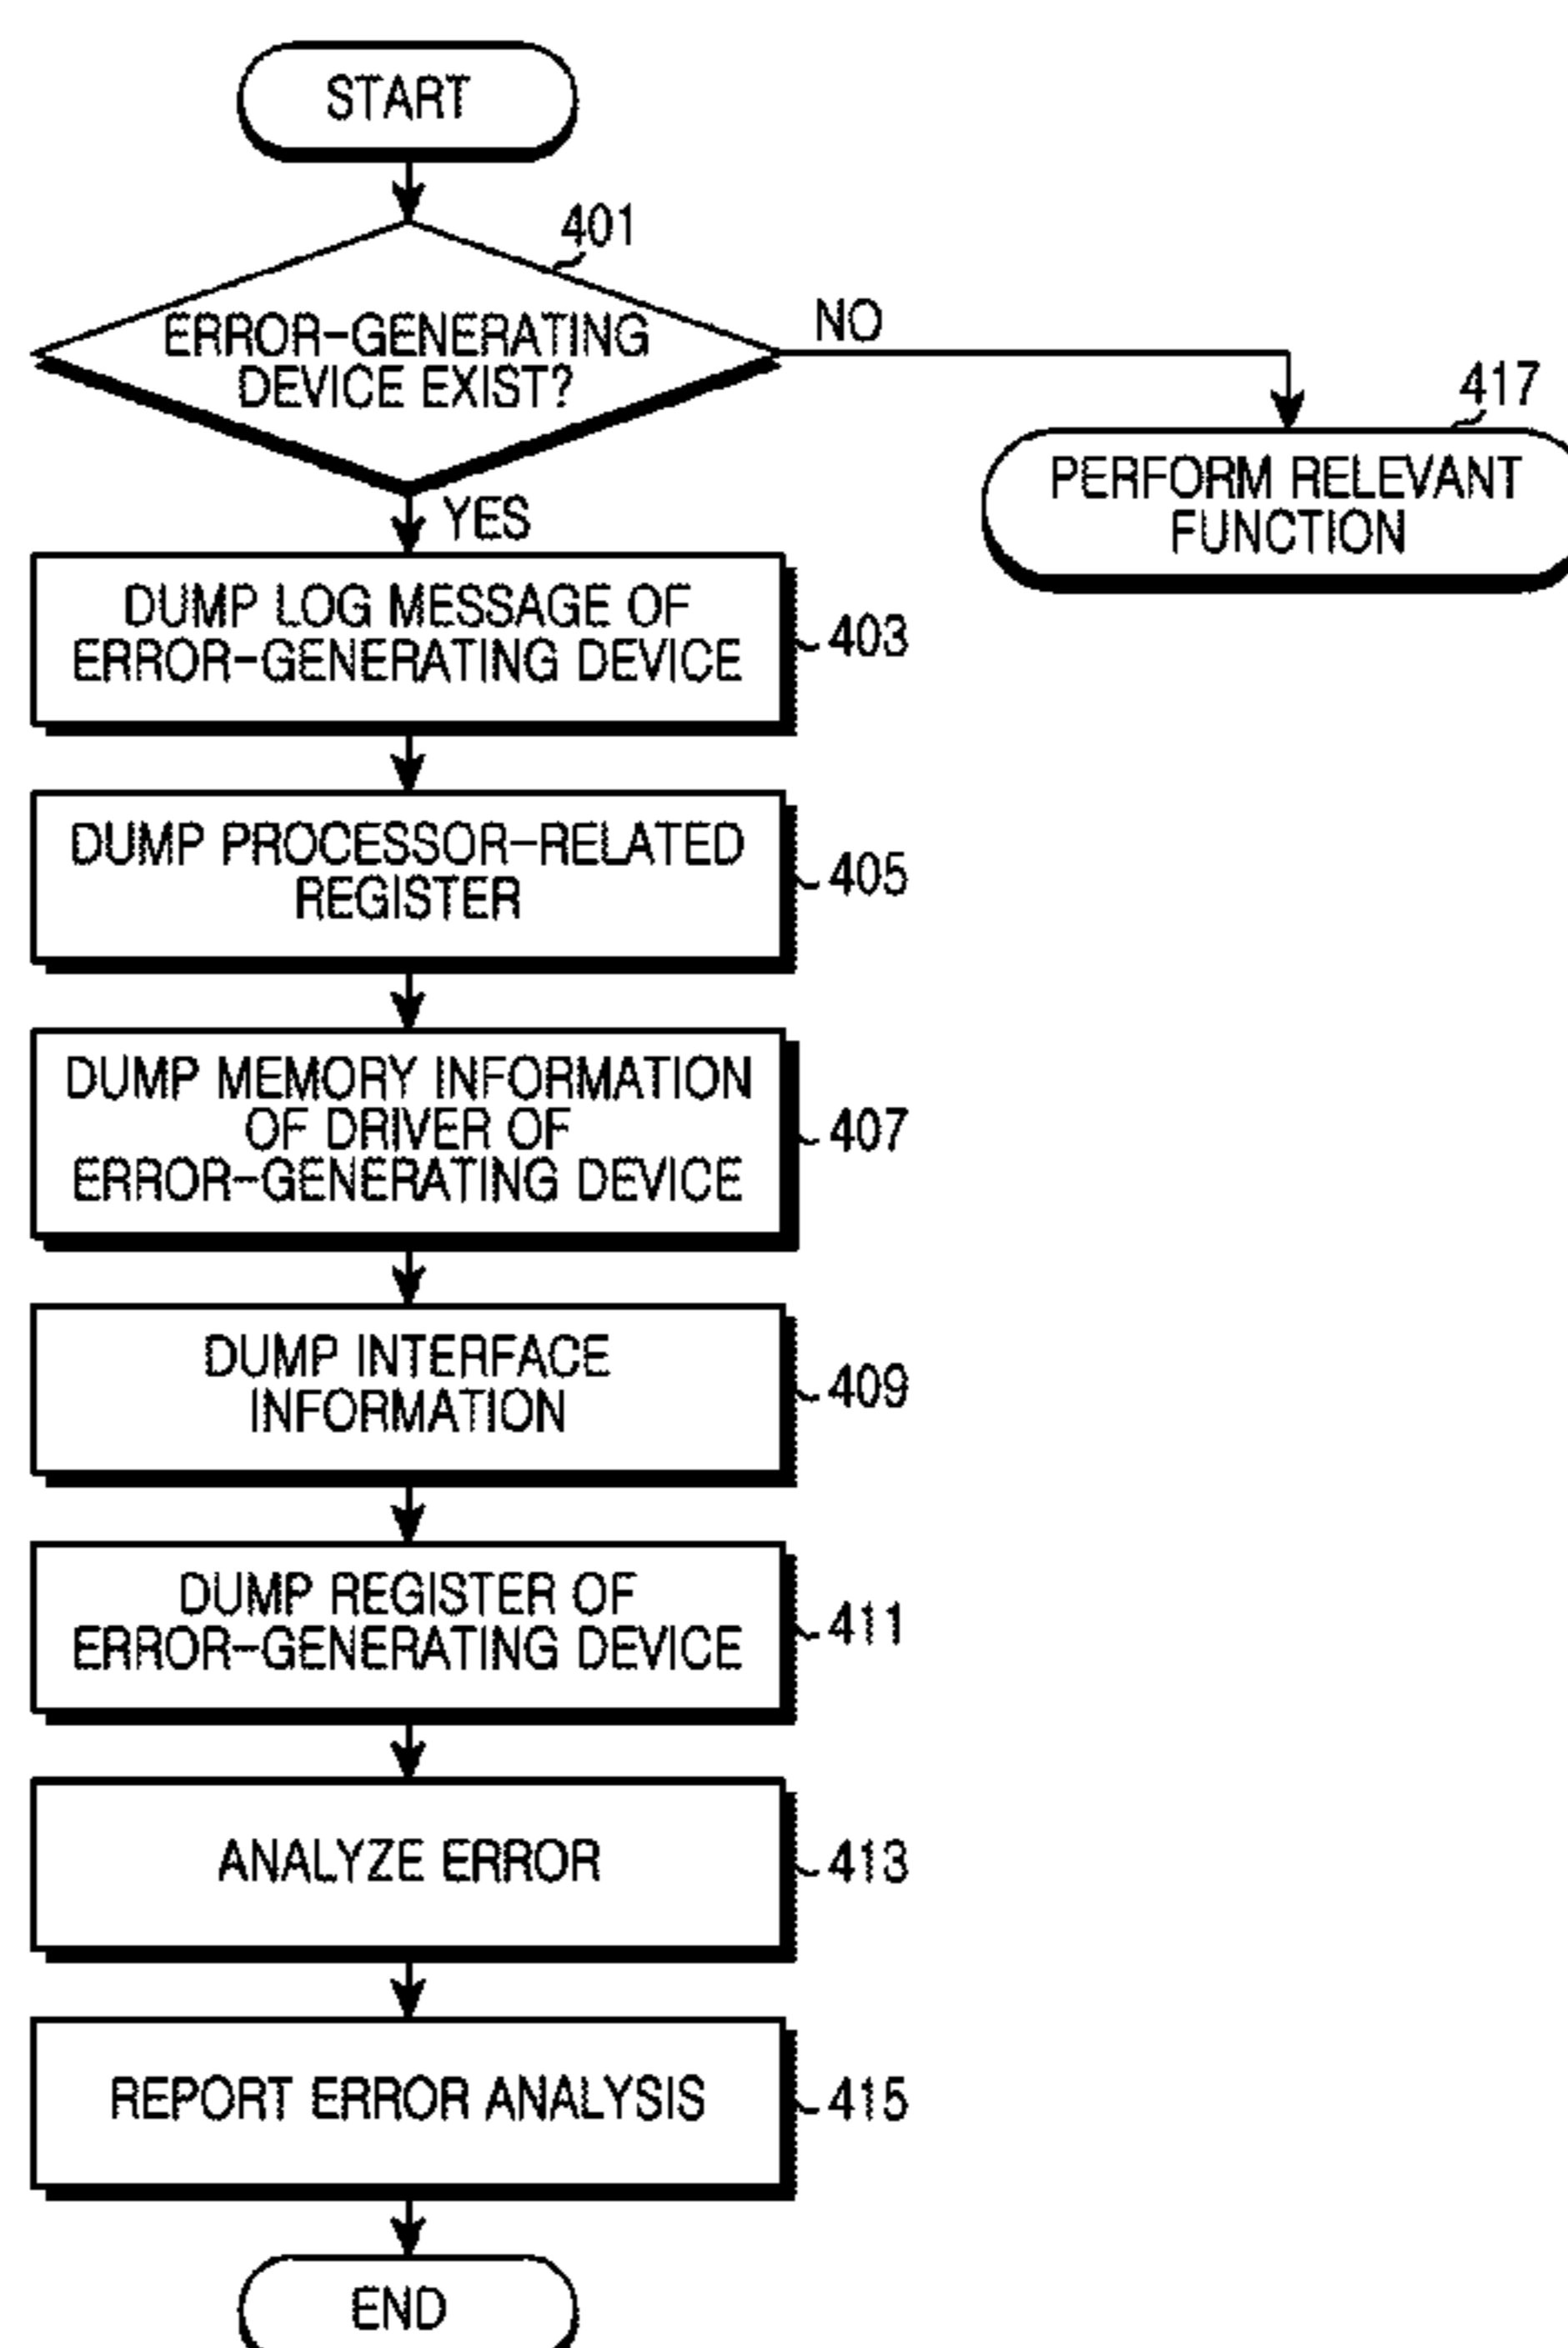 START
401
ERROR-GENERATING
DEVICE EXIST?
NO
417
PERFORM RELEVANT
FUNCTION
YES
DUMP LOG MESSAGE OF
ERROR-GENERATING DEVICE
403
DUMP PROCESSOR-RELATED
REGISTER
405
DUMP MEMORY INFORMATION
OF DRIVER OF
ERROR-GENERATING DEVICE
407
DUMP INTERFACE
INFORMATION
409
DUMP REGISTER OF
ERROR-GENERATING DEVICE
411
ANALYZE ERROR
413
REPORT ERROR ANALYSIS
415
END